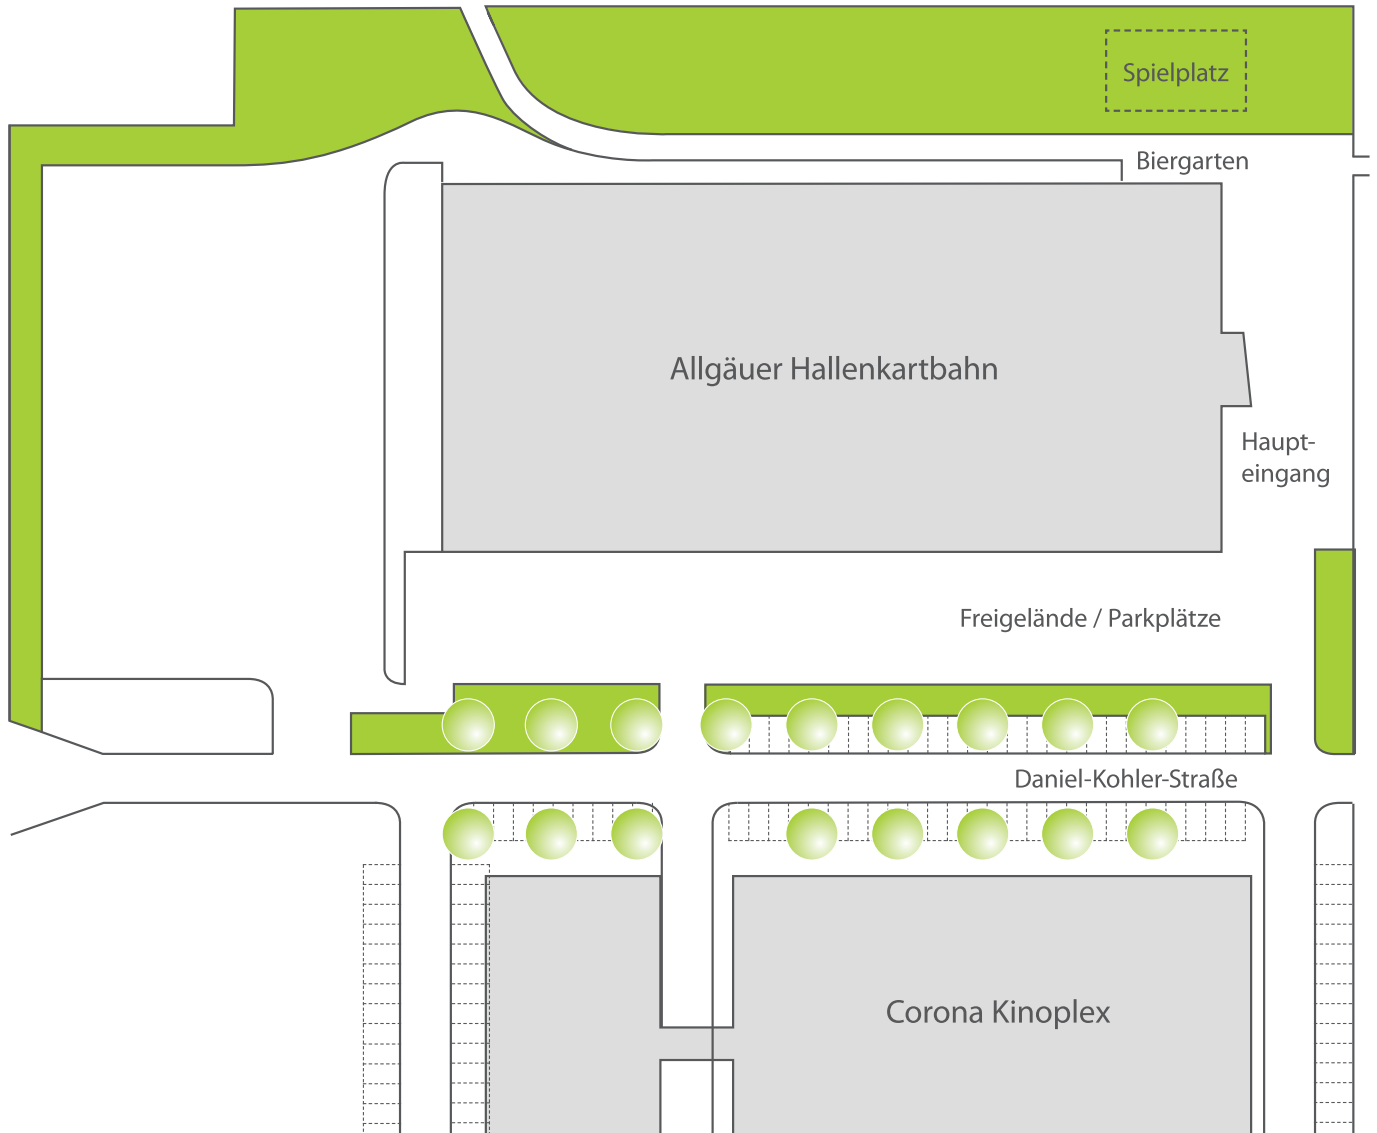 Spielplatz
Biergarten
Allgäuer Hallenkartbahn
Haupt-
eingang
Freigelände / Parkplätze
Daniel-Kohler-Straße
Corona Kinoplex